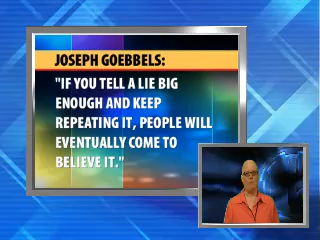 JOSEPH GOEBBELS:
"IF YOU TELL A LIE BIG
ENOUGH AND KEEP
REPEATING IT, PEOPLE WILL
EVENTUALLY COME TO
BELIEVE IT."